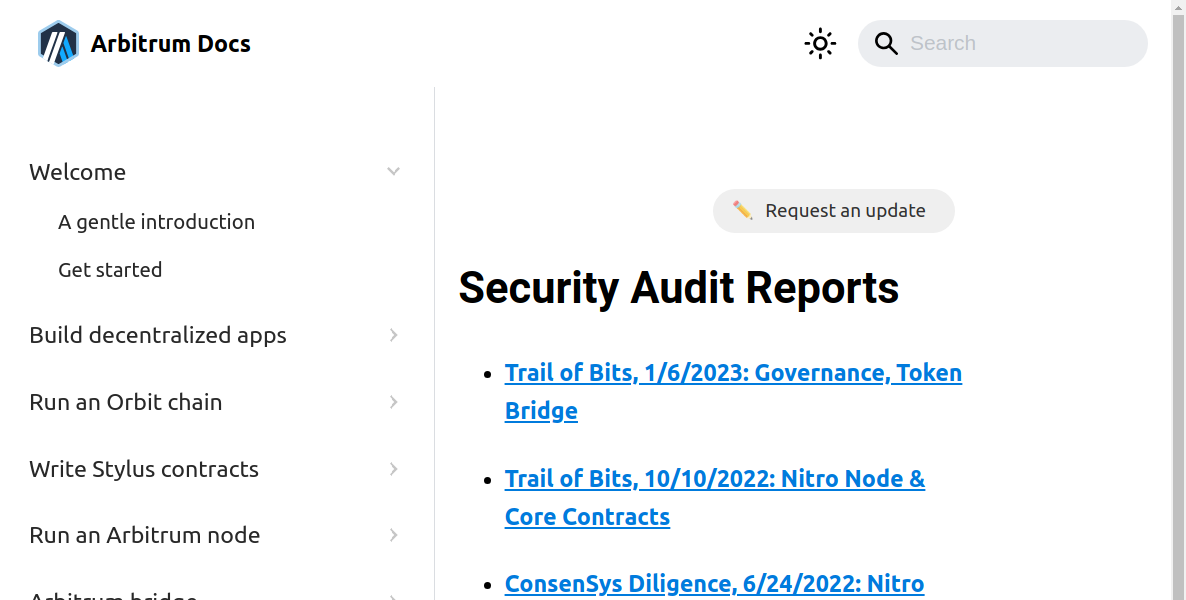 Arbitrum Docs
Search
Welcome
A gentle introduction
Get started
Build decentralized apps
Run an Orbit chain
Write Stylus contracts
Run an Arbitrum node
Arbitrum bridge
Request an update
Security Audit Reports
Trail of Bits, 1/6/2023: Governance, Token
Bridge
Trail of Bits, 10/10/2022: Nitro Node &
Core Contracts
ConsenSys Diligence, 6/24/2022: Nitro